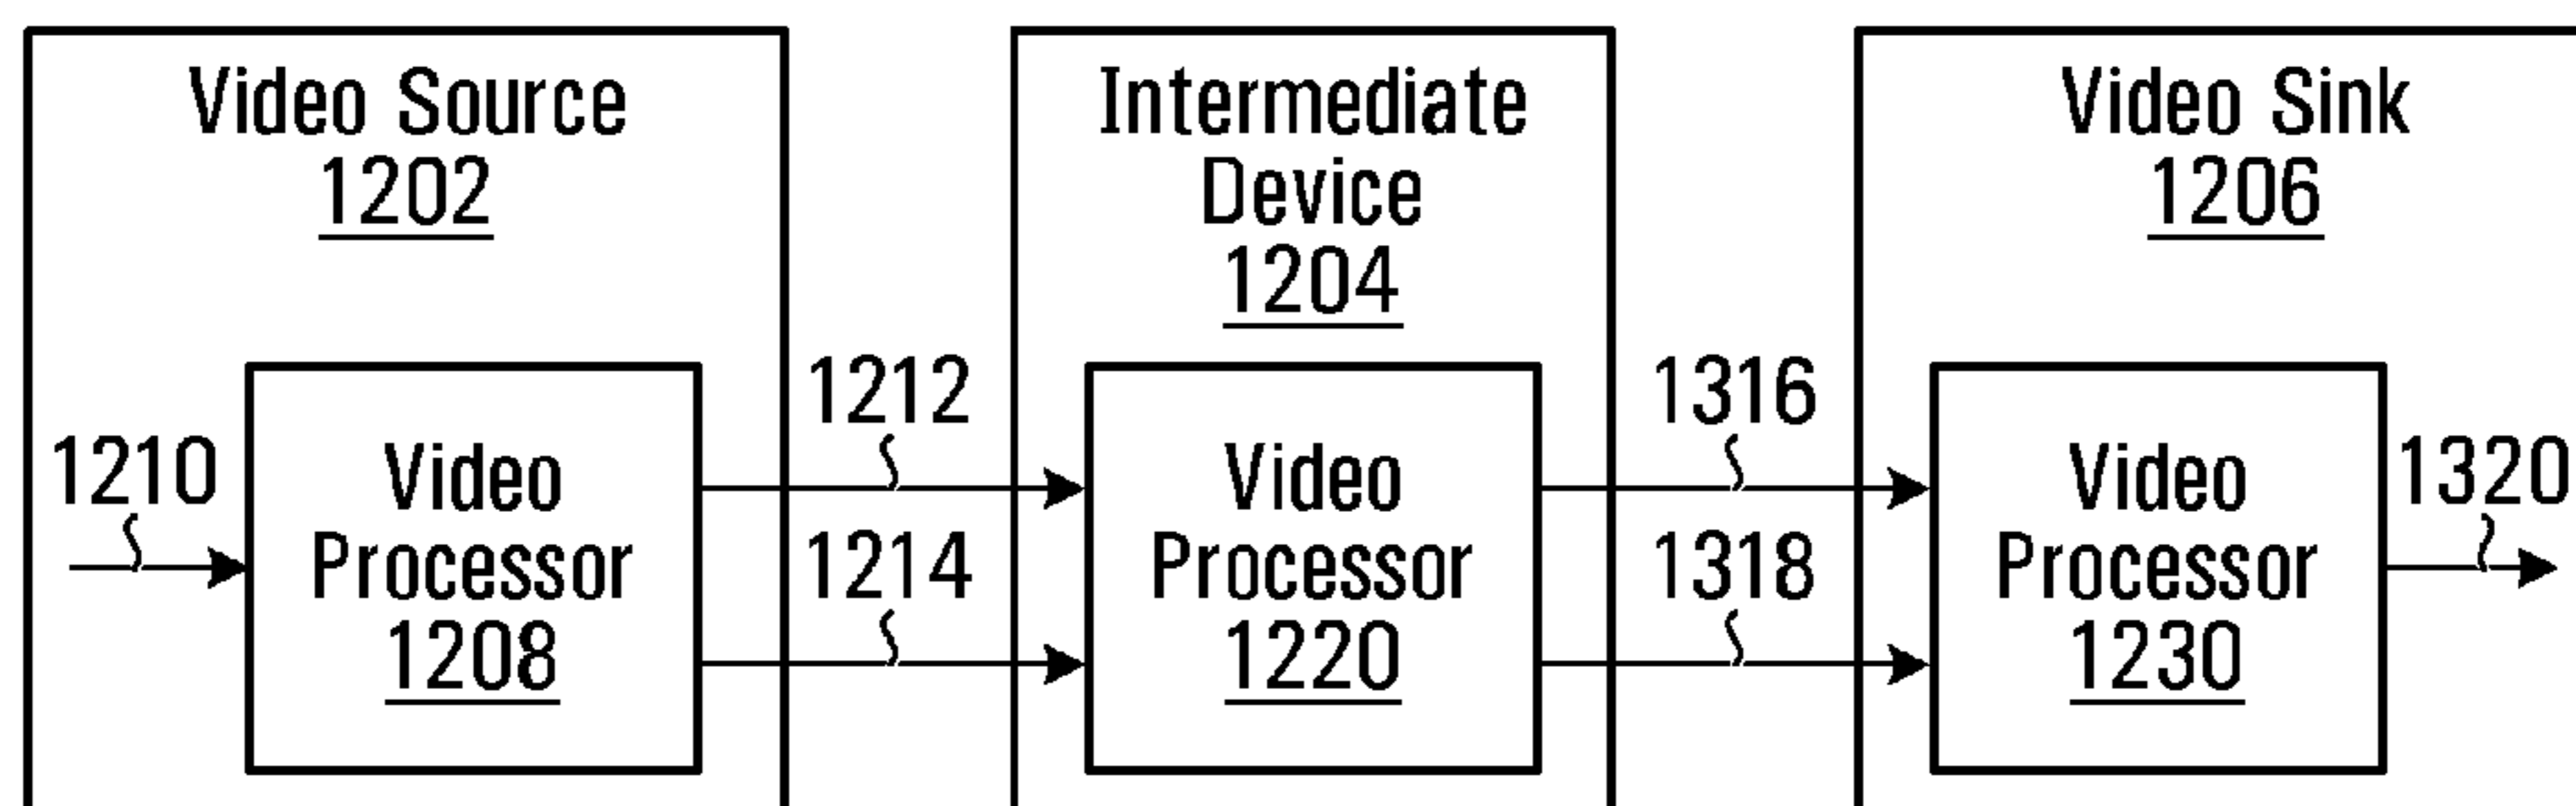 Video Source
1202
Intermediate
Device
1204
Video Sink
1206
1210
Video
Processor
1208
1212
1214
Video
Processor
1220
1316
1318
Video
Processor
1230
1320